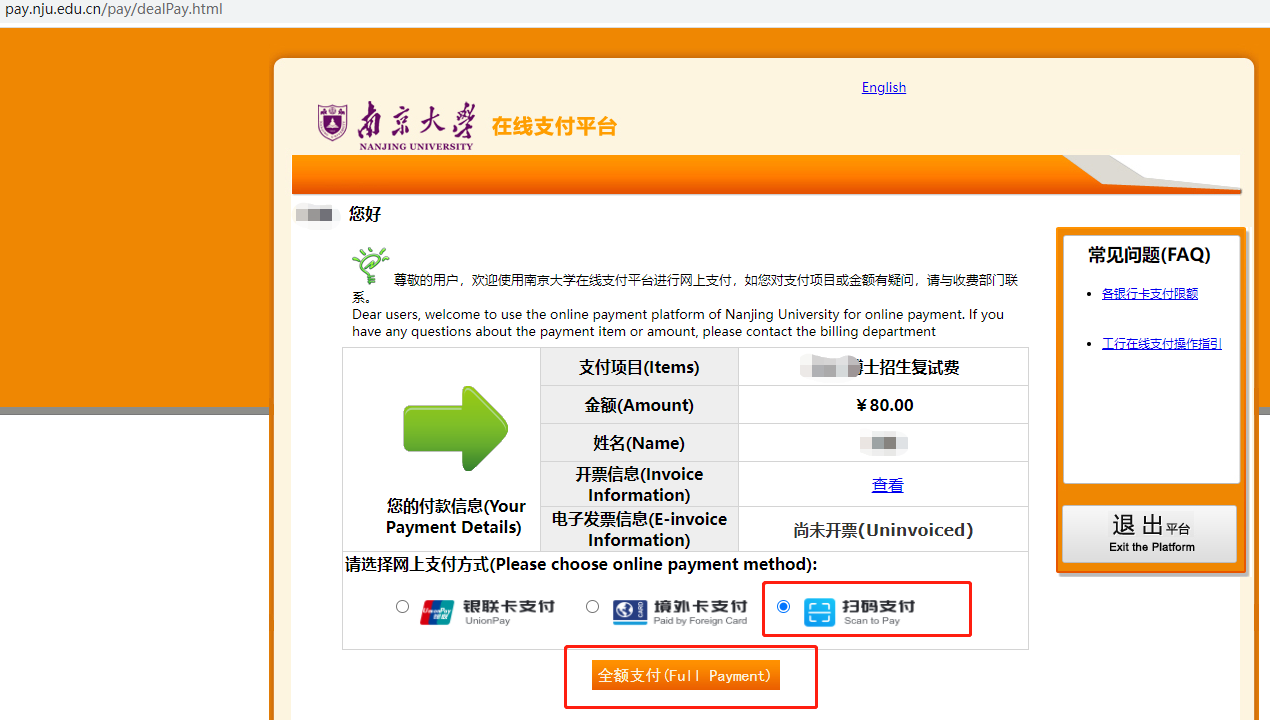 pay.nju.edu.cn/pay/dealPay.html
English
南京大学 在线支付平台
NANJING UNIVERSITY
您好
尊敬的用户，欢迎使用南京大学在线支付平台进行网上支付，如您对支付项目或金额有疑问，请与收费部门联
系。
Dear users, welcome to use the online payment platform of Nanjing University for online payment. If you
have any questions about the payment item or amount, please contact the billing department
支付项目(Items)
士招生复试费
金额(Amount)
￥80.00
姓名(Name)
开票信息(Invoice
Information)
查看
电子发票信息(E-invoice
Information)
尚未开票(Uninvoiced)
您的付款信息(Your
Payment Details)
请选择网上支付方式(Please choose online payment method):
银联卡支付
UnionPay
UnionPay
银联
境外卡支付
Paid by Foreign Card
CARD
扫码支付
Scan to Pay
全额支付(Full Payment)
常见问题(FAQ)
各银行卡支付限额
工行在线支付操作指引
退 出 平台
Exit the Platform